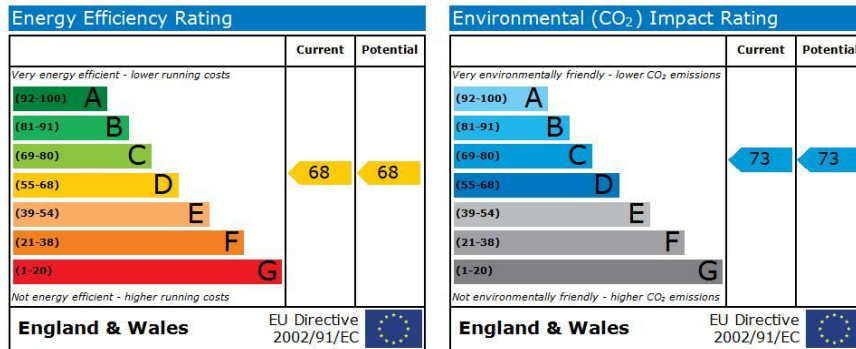 Energy Efficiency Rating
Current Potential
Very energy efficient - lower running costs
(92-100) A
(81-91) B
(69-80) C
(55-68) D
68 68
(39-54) E
(21-38) F
(1-20) G
Not energy efficient - higher running costs
England & Wales
EU Directive
2002/91/EC
Environmental (CO₂) Impact Rating
Current Potential
Very environmentally friendly - lower CO₂ emissions
(92-100) A
(81-91) B
(69-80) C
73 73
(55-68) D
(39-54) E
(21-38) F
(1-20) G
Not environmentally friendly - higher CO₂ emissions
England & Wales
EU Directive
2002/91/EC